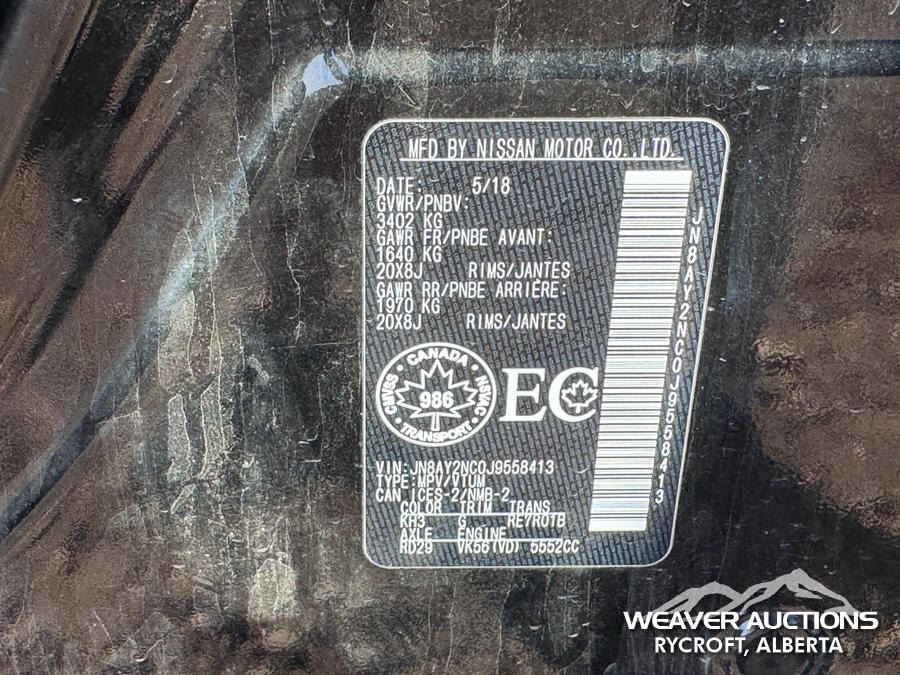 MFD BY NISSAN MOTOR CO.,LTD.
DATE: 5/18
GVWR/PNBV:
3402 KG
GAWR FR/PNBE AVANT:
1640 KG
20X8J RIMS/JANTES
GAWR RR/PNBE ARRIÈRE:
1970 KG
20X8J RIMS/JANTES
CANADA
CMVSS 986 NSVAC
TRANSPORT
EC
VIN:JN8AY2NC0J9558413
TYPE:MPV/VTUM
CAN ICES-2/NMB-2
COLOR TRIM TRANS
KH3 G RE7R01B
AXLE ENGINE
RD29 VK56(VD) 5552CC
JN8AY2NC0J9558413
WEAVER AUCTIONS
RYCROFT, ALBERTA